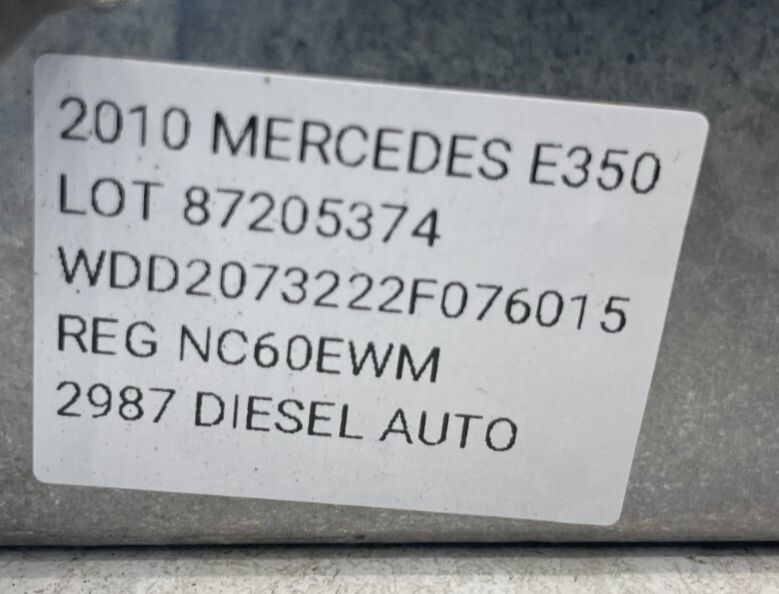 2010 MERCEDES E350
LOT 87205374
WDD2073222F076015
REG NC60EWM
2987 DIESEL AUTO